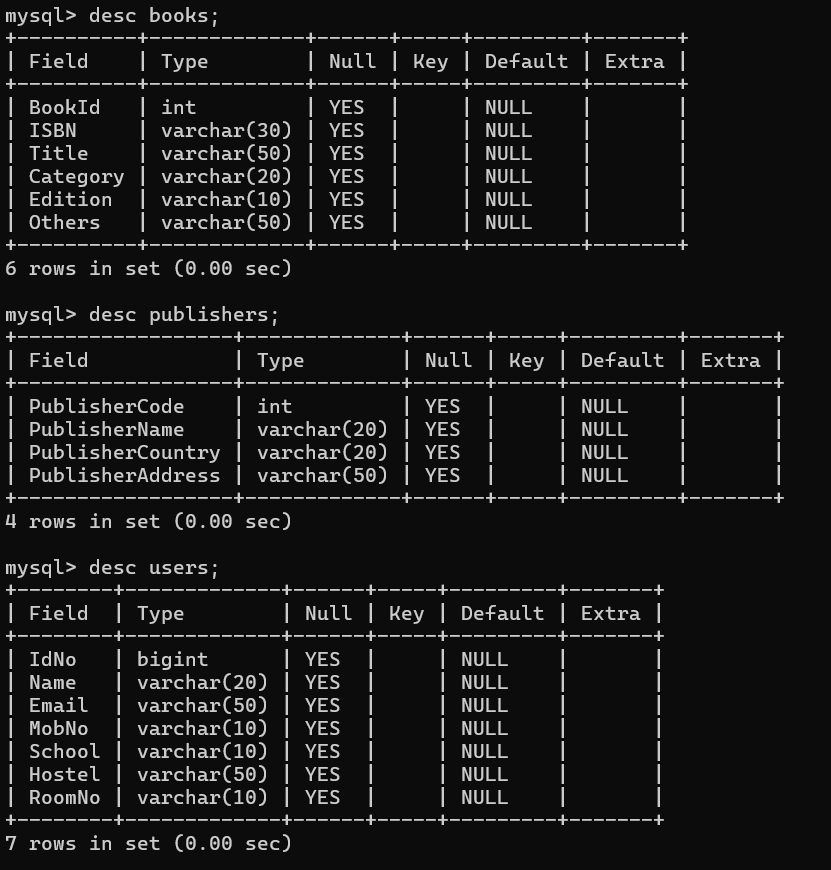 mysql> desc books;
+----------+-------------+------+-----+---------+-------+
| Field    | Type        | Null | Key | Default | Extra |
+----------+-------------+------+-----+---------+-------+
| BookId   | int         | YES  |     | NULL    |       |
| ISBN     | varchar(30) | YES  |     | NULL    |       |
| Title    | varchar(50) | YES  |     | NULL    |       |
| Category | varchar(20) | YES  |     | NULL    |       |
| Edition  | varchar(10) | YES  |     | NULL    |       |
| Others   | varchar(50) | YES  |     | NULL    |       |
+----------+-------------+------+-----+---------+-------+
6 rows in set (0.00 sec)

mysql> desc publishers;
+------------------+-------------+------+-----+---------+-------+
| Field            | Type        | Null | Key | Default | Extra |
+------------------+-------------+------+-----+---------+-------+
| PublisherCode    | int         | YES  |     | NULL    |       |
| PublisherName    | varchar(20) | YES  |     | NULL    |       |
| PublisherCountry | varchar(20) | YES  |     | NULL    |       |
| PublisherAddress | varchar(50) | YES  |     | NULL    |       |
+------------------+-------------+------+-----+---------+-------+
4 rows in set (0.00 sec)

mysql> desc users;
+--------+-------------+------+-----+---------+-------+
| Field  | Type        | Null | Key | Default | Extra |
+--------+-------------+------+-----+---------+-------+
| IdNo   | bigint      | YES  |     | NULL    |       |
| Name   | varchar(20) | YES  |     | NULL    |       |
| Email  | varchar(50) | YES  |     | NULL    |       |
| MobNo  | varchar(10) | YES  |     | NULL    |       |
| School | varchar(10) | YES  |     | NULL    |       |
| Hostel | varchar(50) | YES  |     | NULL    |       |
| RoomNo | varchar(10) | YES  |     | NULL    |       |
+--------+-------------+------+-----+---------+-------+
7 rows in set (0.00 sec)